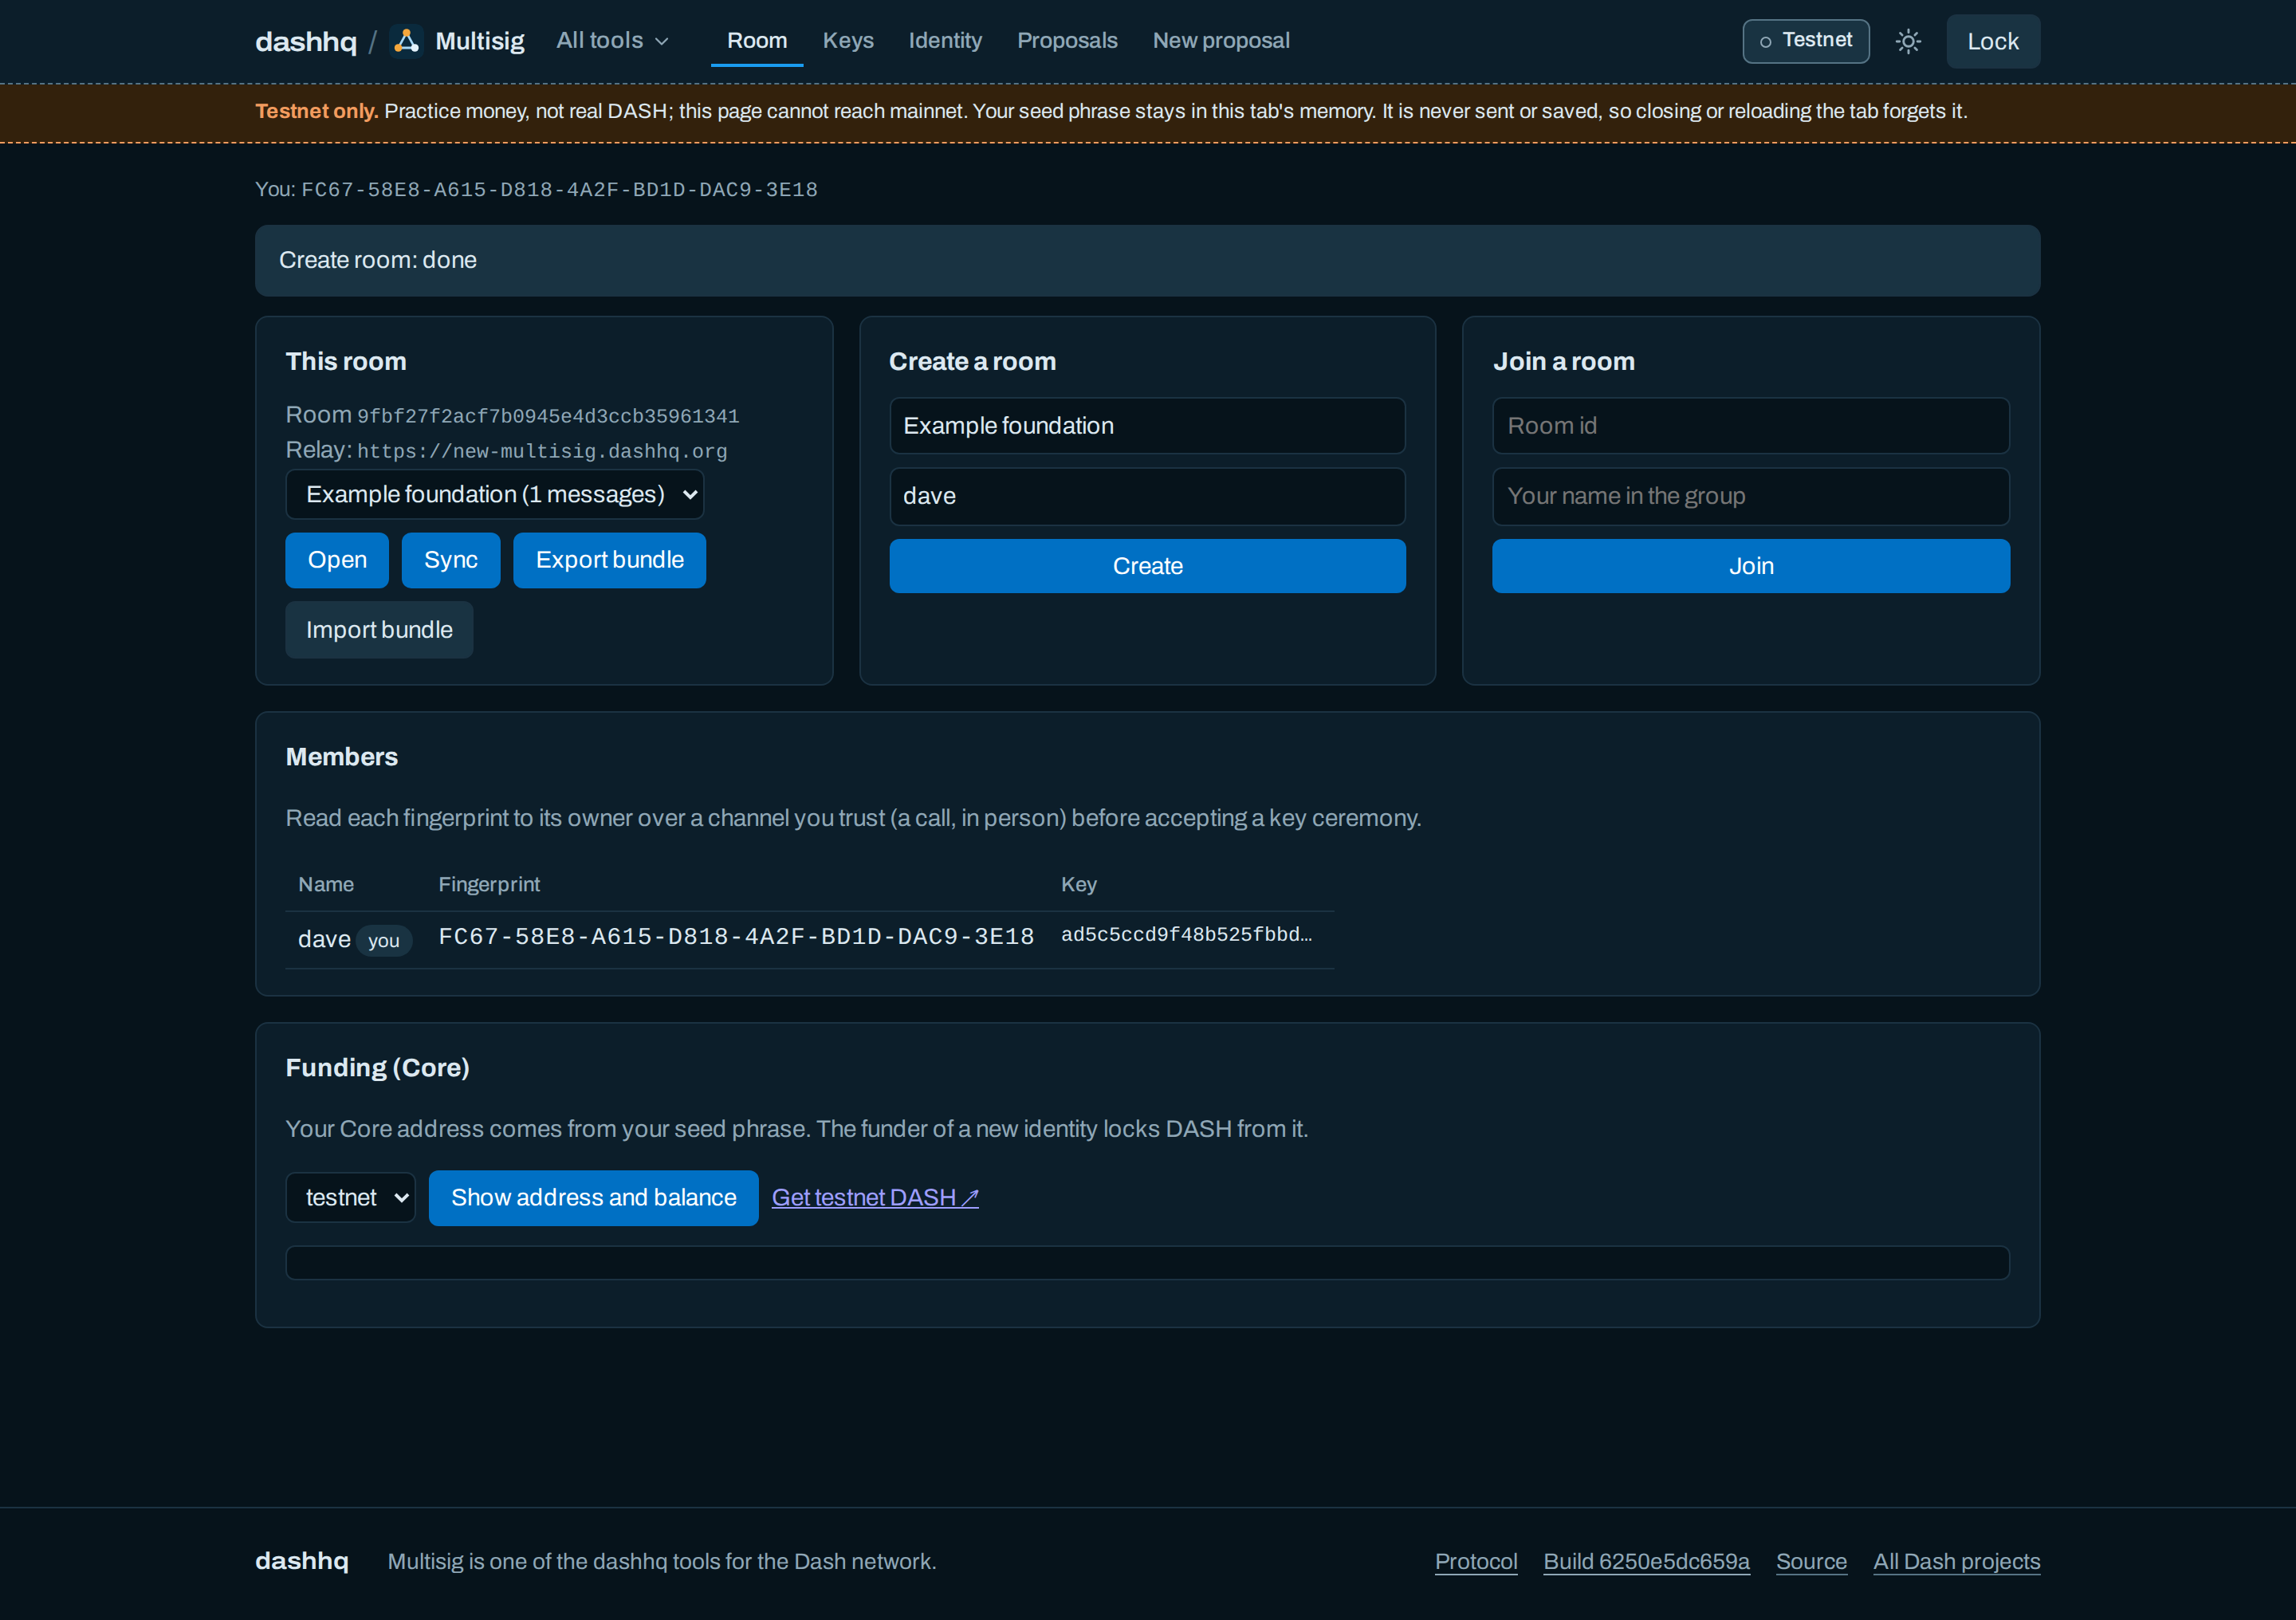 dashhq / Multisig All tools Room Keys Identity Proposals New proposal Testnet Lock
Testnet only. Practice money, not real DASH; this page cannot reach mainnet. Your seed phrase stays in this tab's memory. It is never sent or saved, so closing or reloading the tab forgets it.
You: FC67-58E8-A615-D818-4A2F-BD1D-DAC9-3E18
Create room: done
This room
Room 9fbf27f2acf7b0945e4d3ccb35961341
Relay: https://new-multisig.dashhq.org
Example foundation (1 messages)
Open Sync Export bundle
Import bundle
Create a room
Example foundation
dave
Create
Join a room
Room id
Your name in the group
Join
Members
Read each fingerprint to its owner over a channel you trust (a call, in person) before accepting a key ceremony.
Name Fingerprint Key
dave you FC67-58E8-A615-D818-4A2F-BD1D-DAC9-3E18 ad5c5ccd9f48b525fbbd…
Funding (Core)
Your Core address comes from your seed phrase. The funder of a new identity locks DASH from it.
testnet Show address and balance Get testnet DASH ↗
dashhq Multisig is one of the dashhq tools for the Dash network. Protocol Build 6250e5dc659a Source All Dash projects